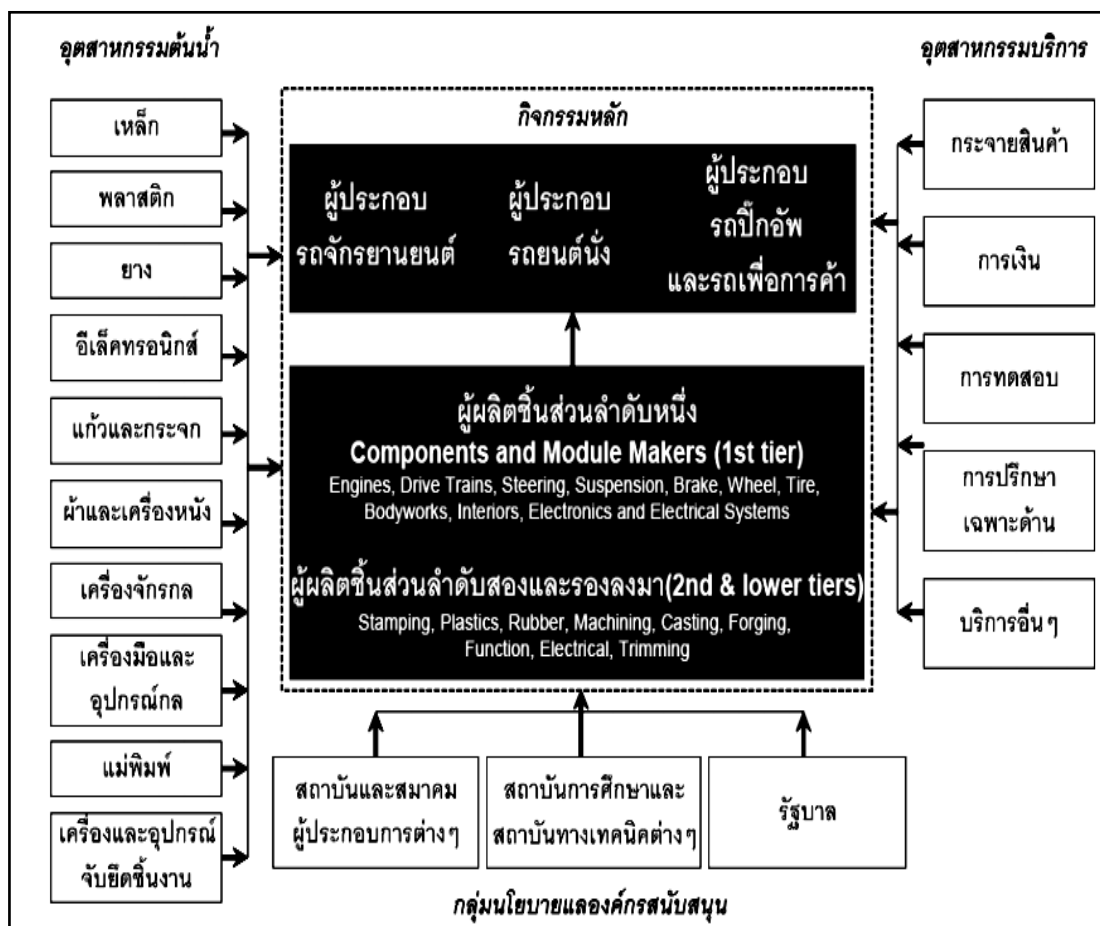 อุตสาหกรรมต้นน้ำ
เหล็ก
พลาสติก
ยาง
อีเล็คทรอนิกส์
แก้วและกระจก
ผ้าและเครื่องหนัง
เครื่องจักรกล
เครื่องมือและ
อุปกรณ์กล
แม่พิมพ์
เครื่องและอุปกรณ์
จับยึดชิ้นงาน
กิจกรรมหลัก
ผู้ประกอบ
รถจักรยานยนต์
ผู้ประกอบ
รถยนต์นั่ง
ผู้ประกอบ
รถปิ๊กอัพ
และรถเพื่อการค้า
ผู้ผลิตชิ้นส่วนลำดับหนึ่ง
Components and Module Makers (1st tier)
Engines, Drive Trains, Steering, Suspension, Brake, Wheel, Tire,
Bodyworks, Interiors, Electronics and Electrical Systems
ผู้ผลิตชิ้นส่วนลำดับสองและรองลงมา(2nd & lower tiers)
Stamping, Plastics, Rubber, Machining, Casting, Forging,
Function, Electrical, Trimming
อุตสาหกรรมบริการ
กระจายสินค้า
การเงิน
การทดสอบ
การปรึกษา
เฉพาะด้าน
บริการอื่นๆ
สถาบันและสมาคม
ผู้ประกอบการต่างๆ
สถาบันการศึกษาและ
สถาบันทางเทคนิคต่างๆ
รัฐบาล
กลุ่มนโยบายแลองค์กรสนับสนุน